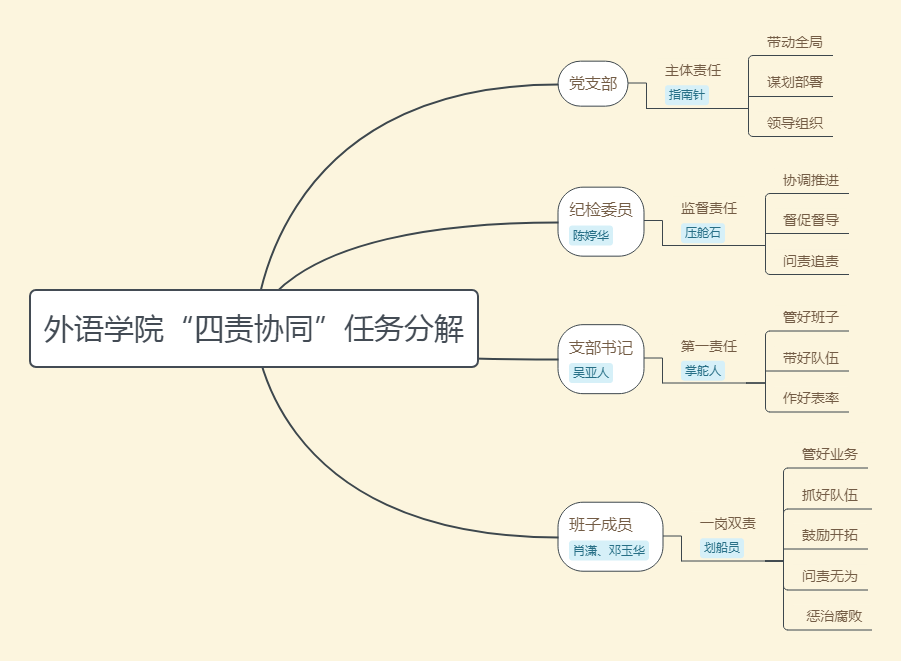 外语学院“四责协同”任务分解
党支部
主体责任
指南针
带动全局
谋划部署
领导组织
纪检委员
陈婷华
监督责任
压舱石
协调推进
督促督导
问责追责
支部书记
吴亚人
第一责任
掌舵人
管好班子
带好队伍
作好表率
班子成员
肖潇、邓玉华
一岗双责
划船员
管好业务
抓好队伍
鼓励开拓
问责无为
惩治腐败